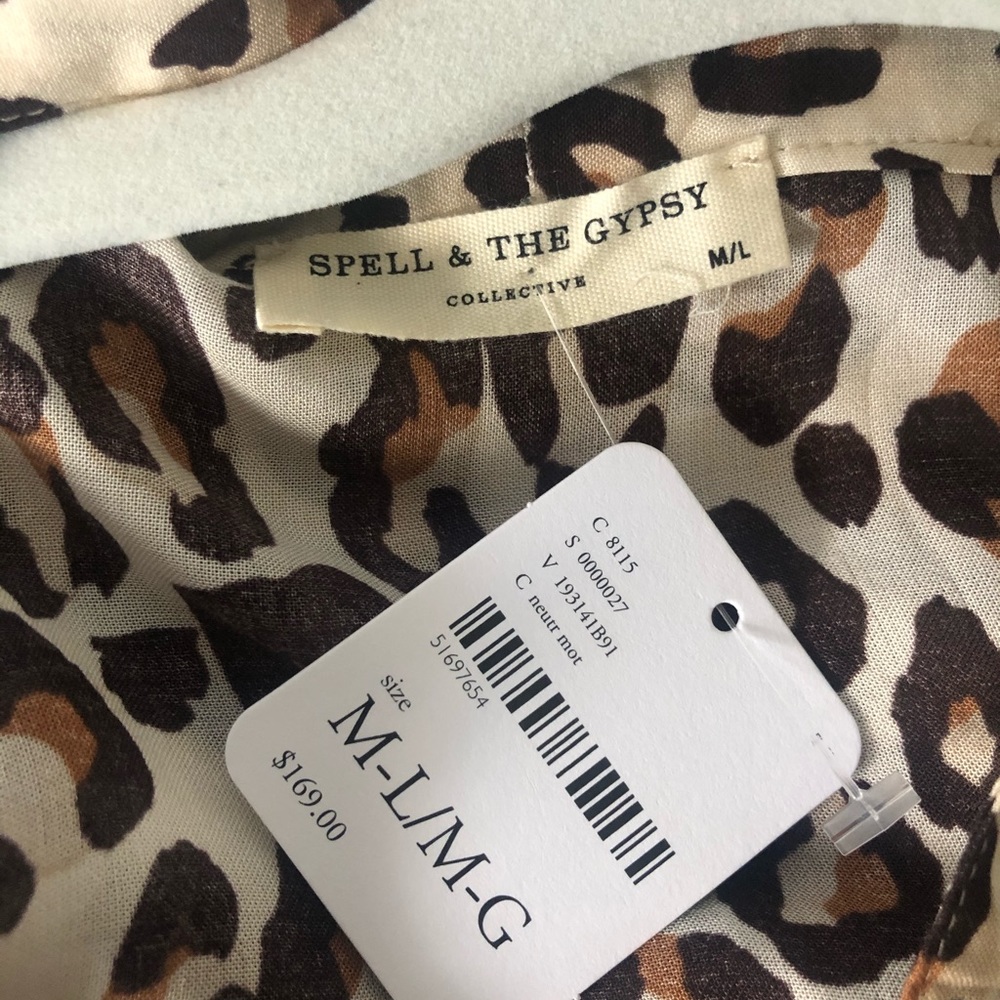 SPELL & THE GYPSY
COLLECTIVE
M/L
C 8115
S 0000027
V 193141B91
C neutr mot
51697654
size
M-L/M-G
$169.00